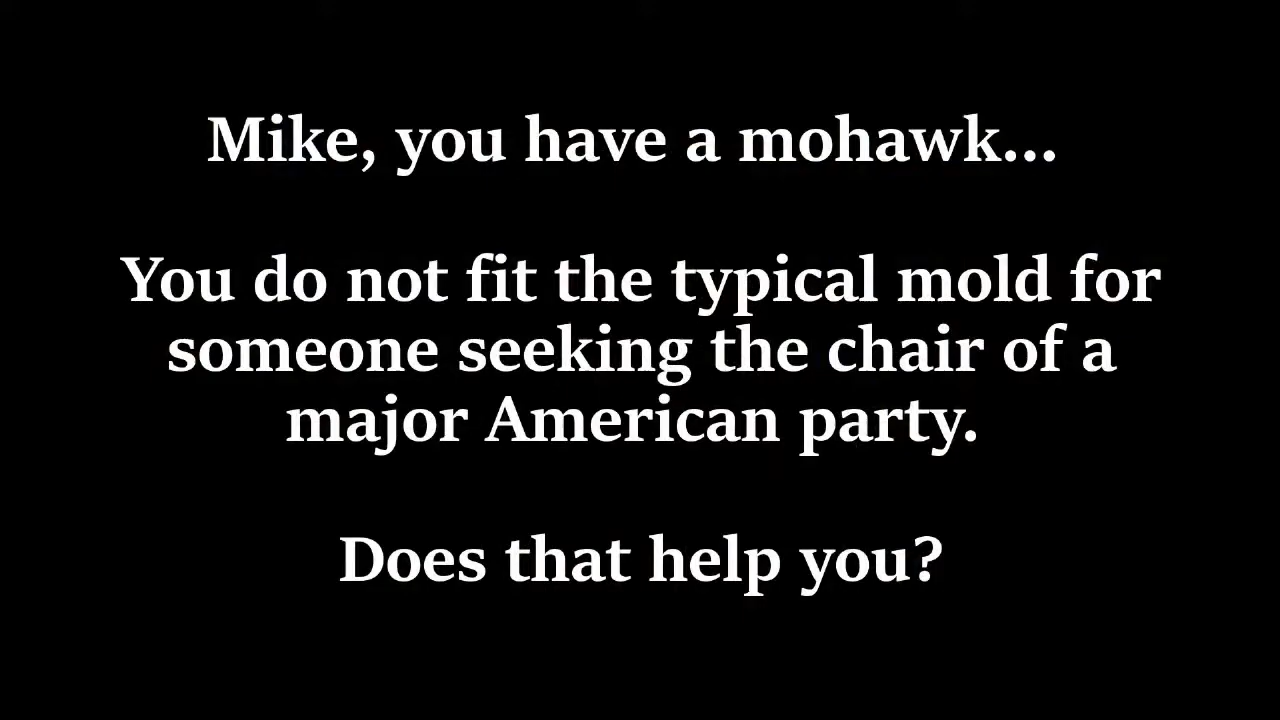 Mike, you have a mohawk...
You do not fit the typical mold for
someone seeking the chair of a
major American party.
Does that help you?